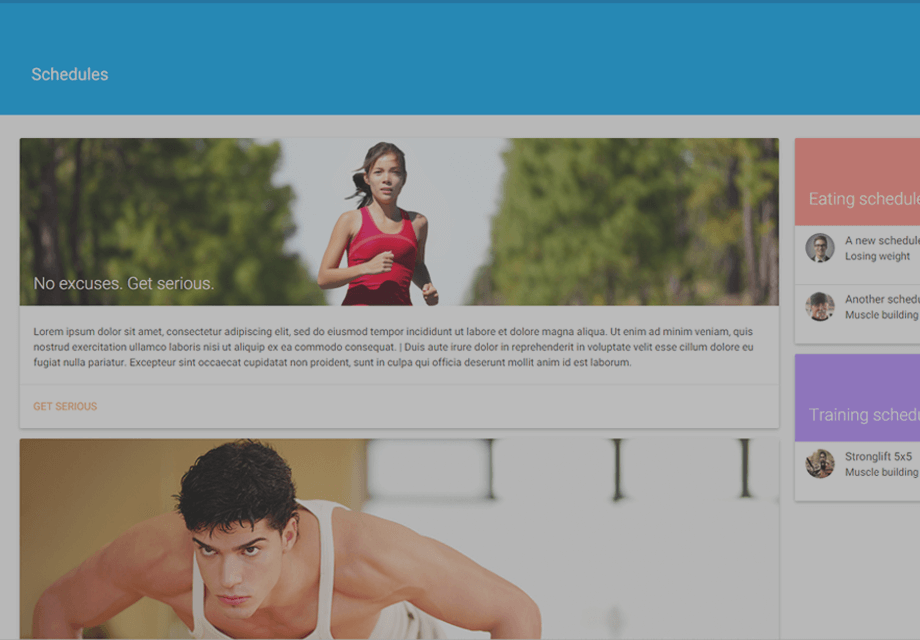 Schedules
No excuses. Get serious.
Lorem ipsum dolor sit amet, consectetur adipiscing elit, sed do eiusmod tempor incididunt ut labore et dolore magna aliqua. Ut enim ad minim veniam, quis
nostrud exercitation ullamco laboris nisi ut aliquip ex ea commodo consequat. | Duis aute irure dolor in reprehenderit in voluptate velit esse cillum dolore eu
fugiat nulla pariatur. Excepteur sint occaecat cupidatat non proident, sunt in culpa qui officia deserunt mollit anim id est laborum.
GET SERIOUS
Eating schedule
A new schedule
Losing weight
Another schedu
Muscle building
Training sched
Stronglift 5x5
Muscle building